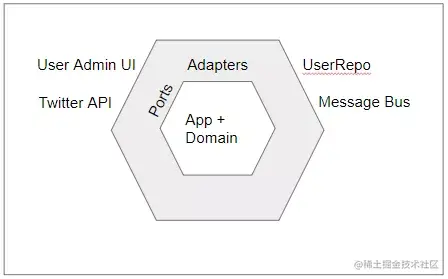 User Admin UI
Adapters
UserRepo
Twitter API
Ports
Message Bus
App +
Domain
@稀土掘金技术社区